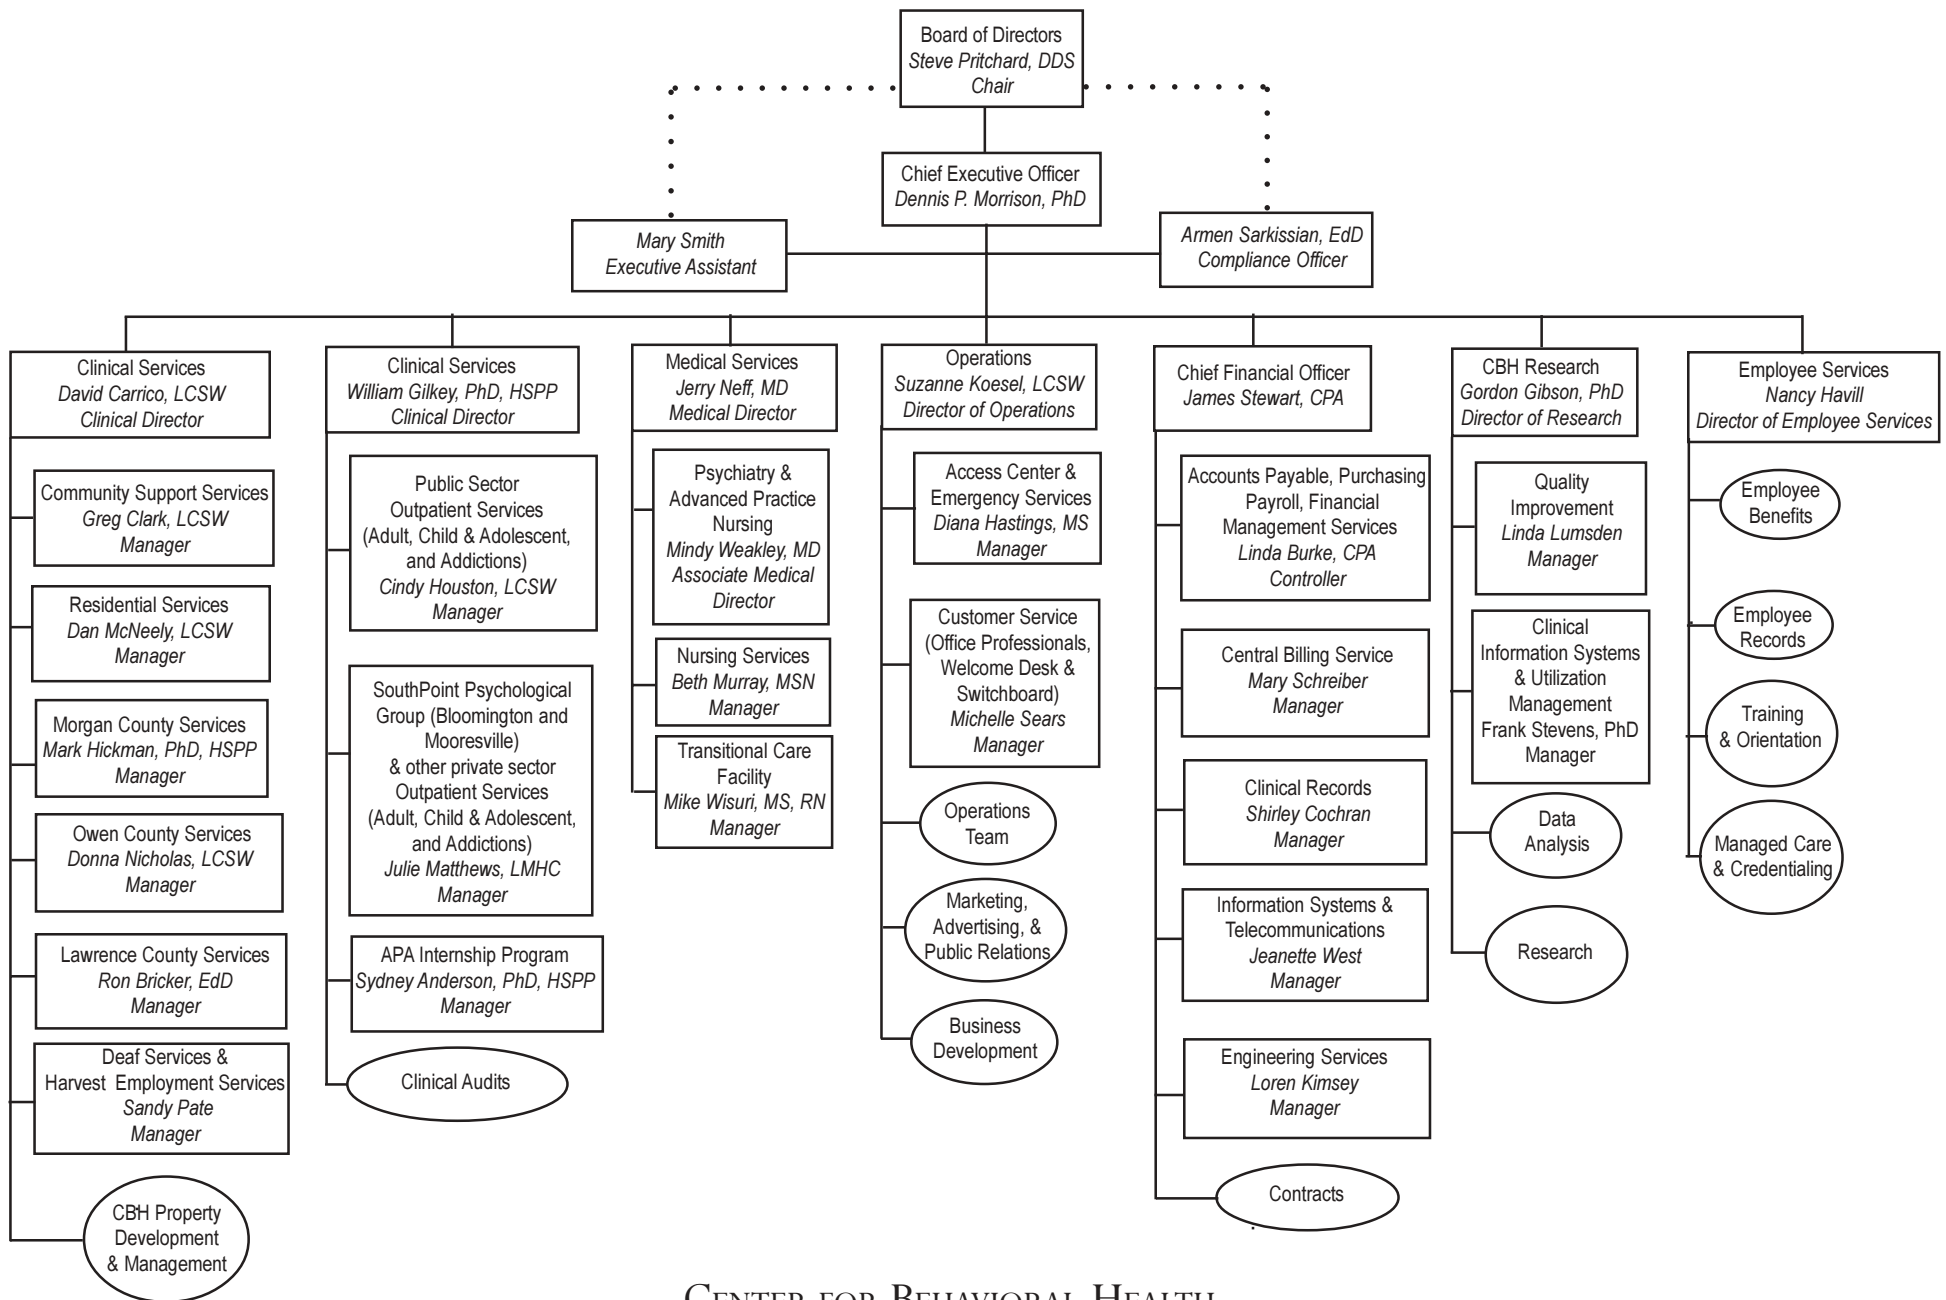 Board of Directors
Steve Pritchard, DDS
Chair
Chief Executive Officer
Dennis P. Morrison, PhD
Mary Smith
Executive Assistant
Armen Sarkissian, EdD
Compliance Officer
Clinical Services
David Carrico, LCSW
Clinical Director
Community Support Services
Greg Clark, LCSW
Manager
Residential Services
Dan McNeely, LCSW
Manager
Morgan County Services
Mark Hickman, PhD, HSPP
Manager
Owen County Services
Donna Nicholas, LCSW
Manager
Lawrence County Services
Ron Bricker, EdD
Manager
Deaf Services &
Harvest Employment Services
Sandy Pate
Manager
CBH Property
Development
& Management
Clinical Services
William Gilkey, PhD, HSPP
Clinical Director
Public Sector
Outpatient Services
(Adult, Child & Adolescent,
and Addictions)
Cindy Houston, LCSW
Manager
SouthPoint Psychological
Group (Bloomington and
Mooresville)
& other private sector
Outpatient Services
(Adult, Child & Adolescent,
and Addictions)
Julie Matthews, LMHC
Manager
APA Internship Program
Sydney Anderson, PhD, HSPP
Manager
Clinical Audits
Medical Services
Jerry Neff, MD
Medical Director
Psychiatry &
Advanced Practice
Nursing
Mindy Weakley, MD
Associate Medical
Director
Nursing Services
Beth Murray, MSN
Manager
Transitional Care
Facility
Mike Wisuri, MS, RN
Manager
Operations
Suzanne Koesel, LCSW
Director of Operations
Access Center &
Emergency Services
Diana Hastings, MS
Manager
Customer Service
(Office Professionals,
Welcome Desk &
Switchboard)
Michelle Sears
Manager
Operations
Team
Marketing,
Advertising, &
Public Relations
Business
Development
Chief Financial Officer
James Stewart, CPA
Accounts Payable, Purchasing
Payroll, Financial
Management Services
Linda Burke, CPA
Controller
Central Billing Service
Mary Schreiber
Manager
Clinical Records
Shirley Cochran
Manager
Information Systems &
Telecommunications
Jeanette West
Manager
Engineering Services
Loren Kimsey
Manager
Contracts
CBH Research
Gordon Gibson, PhD
Director of Research
Quality
Improvement
Linda Lumsden
Manager
Clinical
Information Systems
& Utilization
Management
Frank Stevens, PhD
Manager
Data
Analysis
Research
Employee Services
Nancy Havill
Director of Employee Services
Employee
Benefits
Employee
Records
Training
& Orientation
Managed Care
& Credentialing
CENTER FOR BEHAVIORAL HEALTH